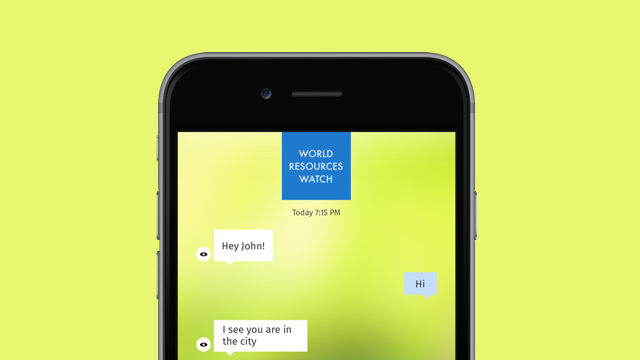 WORLD
RESOURCES
WATCH
Today 7:15 PM
Hey John!
Hi
I see you are in
the city